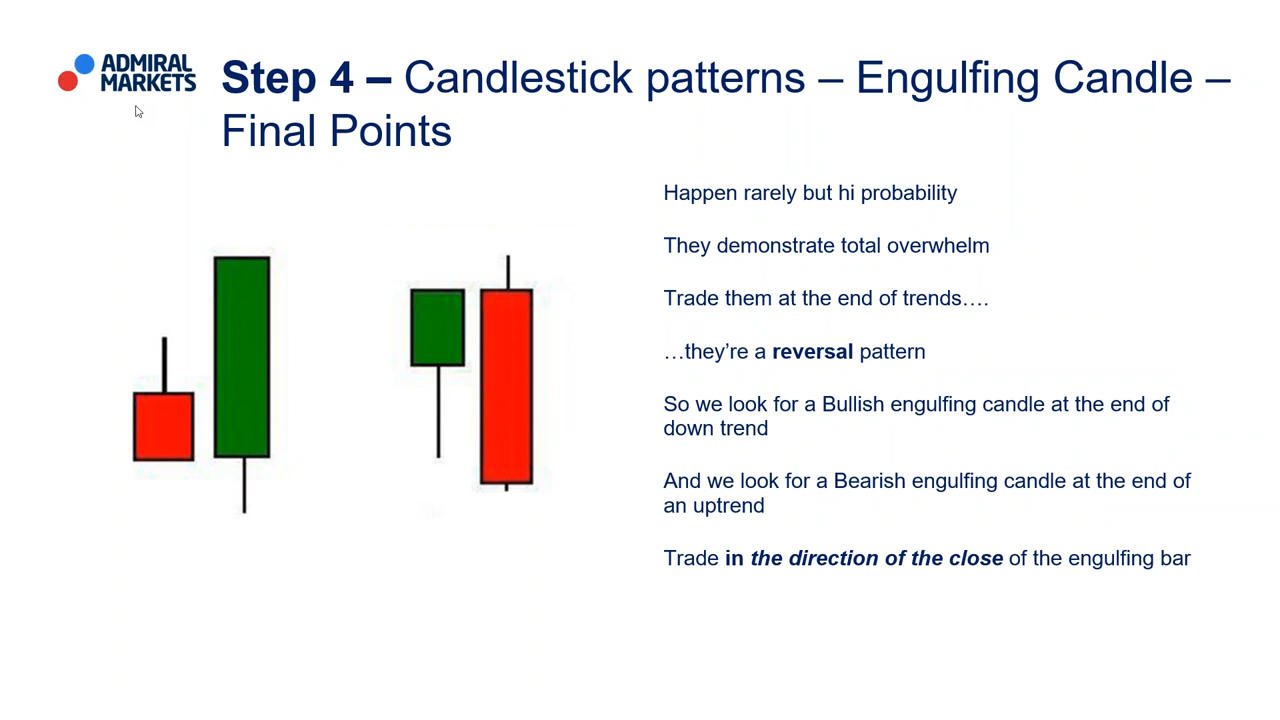 ADMIRAL
MARKETS
Step 4 – Candlestick patterns – Engulfing Candle –
Final Points
Happen rarely but hi probability
They demonstrate total overwhelm
Trade them at the end of trends….
…they’re a reversal pattern
So we look for a Bullish engulfing candle at the end of
down trend
And we look for a Bearish engulfing candle at the end of
an uptrend
Trade in the direction of the close of the engulfing bar